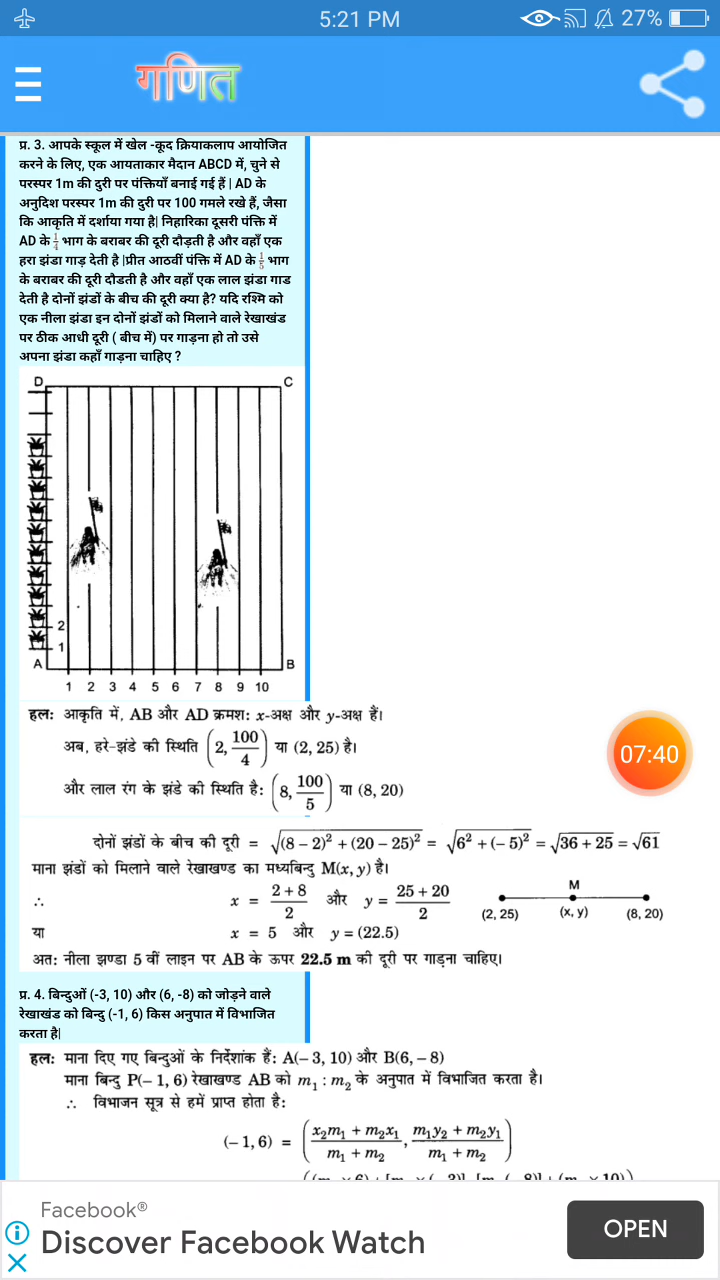 5:21 PM
27%
गणित
प्र. 3. आपके स्कूल में खेल -कूद क्रियाकलाप आयोजित
करने के लिए, एक आयताकार मैदान ABCD में, चुने से
परस्पर 1m की दुरी पर पंक्तियाँ बनाई गई हैं | AD के
अनुदिश परस्पर 1m की दुरी पर 100 गमले रखे हैं, जैसा
कि आकृति में दर्शाया गया है| निहारिका दूसरी पंक्ति में
AD के 1/4 भाग के बराबर की दूरी दौड़ती है और वहाँ एक
हरा झंडा गाड़ देती है |प्रीत आठवीं पंक्ति में AD के 1/5 भाग
के बराबर की दूरी दौडती है और वहाँ एक लाल झंडा गाड
देती है दोनों झंडों के बीच की दूरी क्या है? यदि रश्मि को
एक नीला झंडा इन दोनों झंडों को मिलाने वाले रेखाखंड
पर ठीक आधी दूरी ( बीच में) पर गाड़ना हो तो उसे
अपना झंडा कहाँ गाड़ना चाहिए ?
D C
2
1
A B
1 2 3 4 5 6 7 8 9 10
हल: आकृति में, AB और AD क्रमश: x-अक्ष और y-अक्ष हैं।
अब, हरे-झंडे की स्थिति (2, 100/4) या (2, 25) है।
और लाल रंग के झंडे की स्थिति है: (8, 100/5) या (8, 20)
07:40
दोनों झंडों के बीच की दूरी = √(8 – 2)² + (20 – 25)² = √6² + (– 5)² = √36 + 25 = √61
माना झंडों को मिलाने वाले रेखाखण्ड का मध्यबिन्दु M(x, y) है।
∴ x = 2 + 8/2 और y = 25 + 20/2
M
(2, 25) (x, y) (8, 20)
या x = 5 और y = (22.5)
अत: नीला झण्डा 5 वीं लाइन पर AB के ऊपर 22.5 m की दूरी पर गाड़ना चाहिए।
प्र. 4. बिन्दुओं (-3, 10) और (6, -8) को जोड़ने वाले
रेखाखंड को बिन्दु (-1, 6) किस अनुपात में विभाजित
करता है|
हल: माना दिए गए बिन्दुओं के निर्देशांक हैं: A(– 3, 10) और B(6, – 8)
माना बिन्दु P(– 1, 6) रेखाखण्ड AB को m₁ : m₂ के अनुपात में विभाजित करता है।
∴ विभाजन सूत्र से हमें प्राप्त होता है:
(– 1, 6) = (x₂m₁ + m₂x₁/m₁ + m₂, m₁y₂ + m₂y₁/m₁ + m₂)
Facebook®
Discover Facebook Watch
OPEN